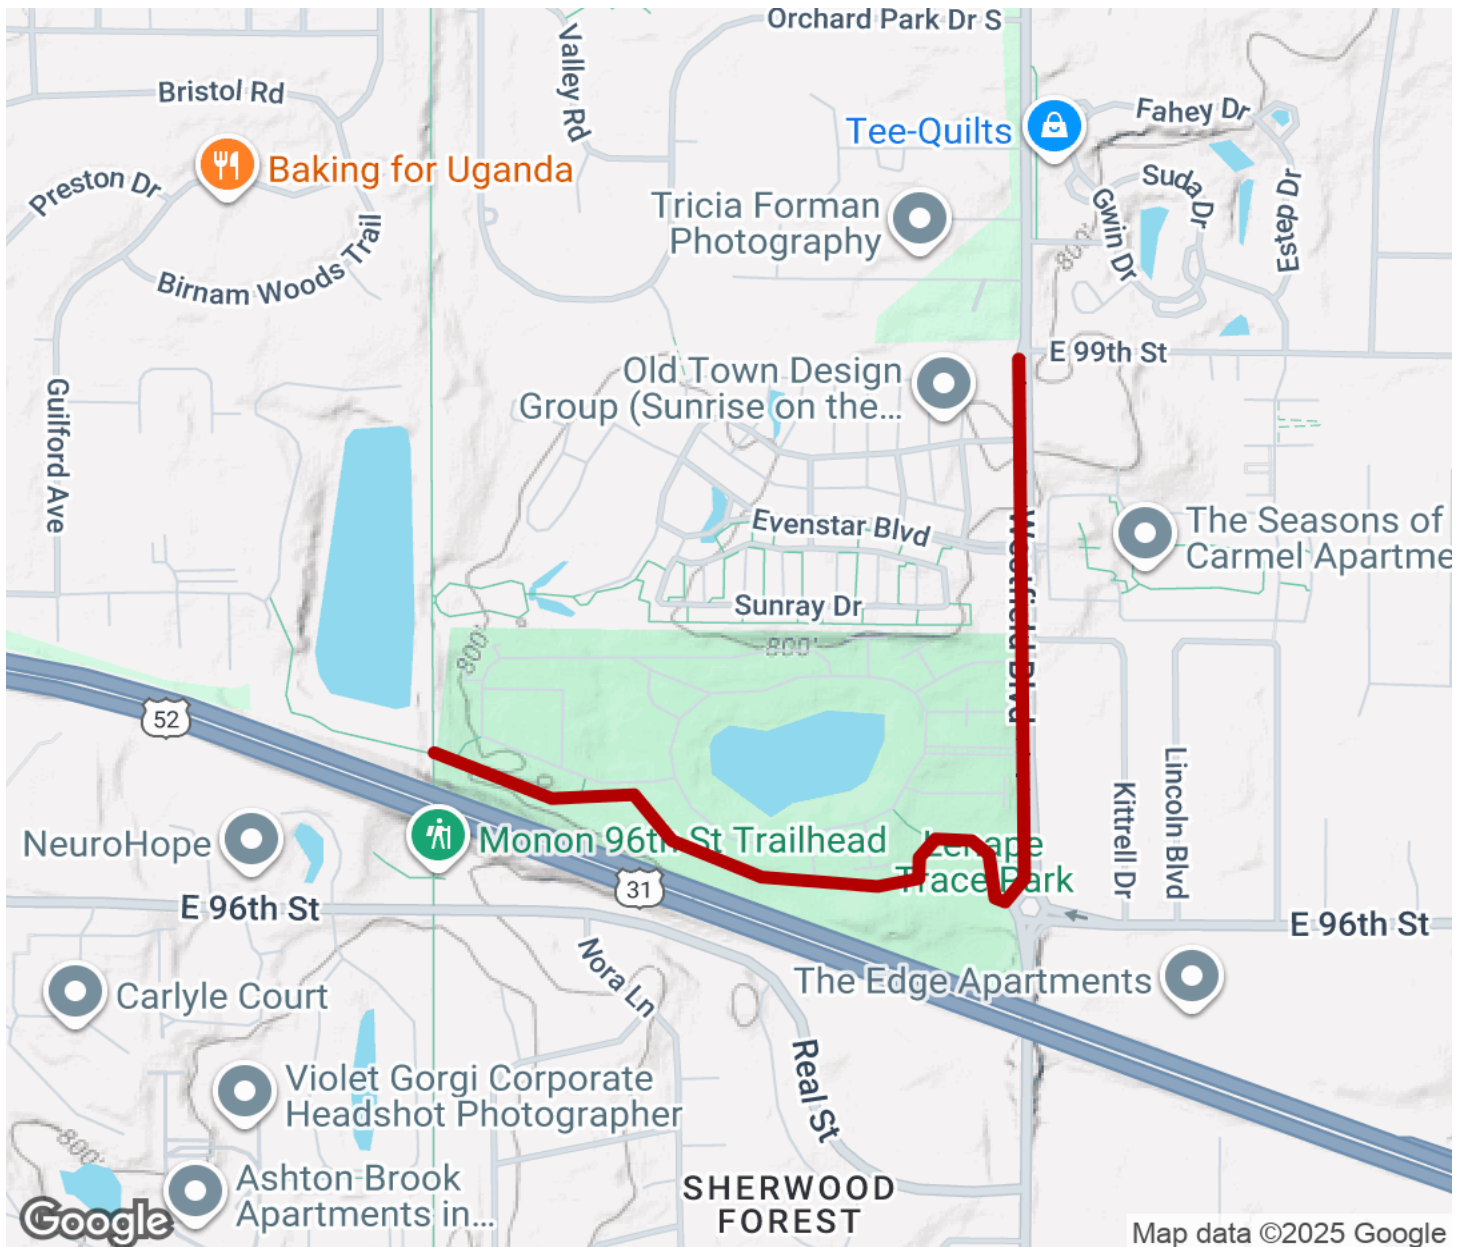 Orchard Park Dr S
Valley Rd
Bristol Rd
Fahey Dr
Tee-Quilts
Baking for Uganda
Preston Dr
Suda Dr
Tricia Forman
Photography
Gwin Dr
Estep Dr
800'
Birnam Woods Trail
E 99th St
Old Town Design
Group (Sunrise on the...
Guilford Ave
Evenstar Blvd
The Seasons of
Carmel Apartme
Westfield Blvd
Sunray Dr
800'
800'
52
Kittrell Dr
Lincoln Blvd
NeuroHope
Monon 96th St Trailhead
Lenape
Trace Park
31
E 96th St
E 96th St
Nora Ln
The Edge Apartments
Carlyle Court
Real St
Violet Gorgi Corporate
Headshot Photographer
800'
Ashton Brook
Apartments in...
SHERWOOD
FOREST
Google
Map data ©2025 Google